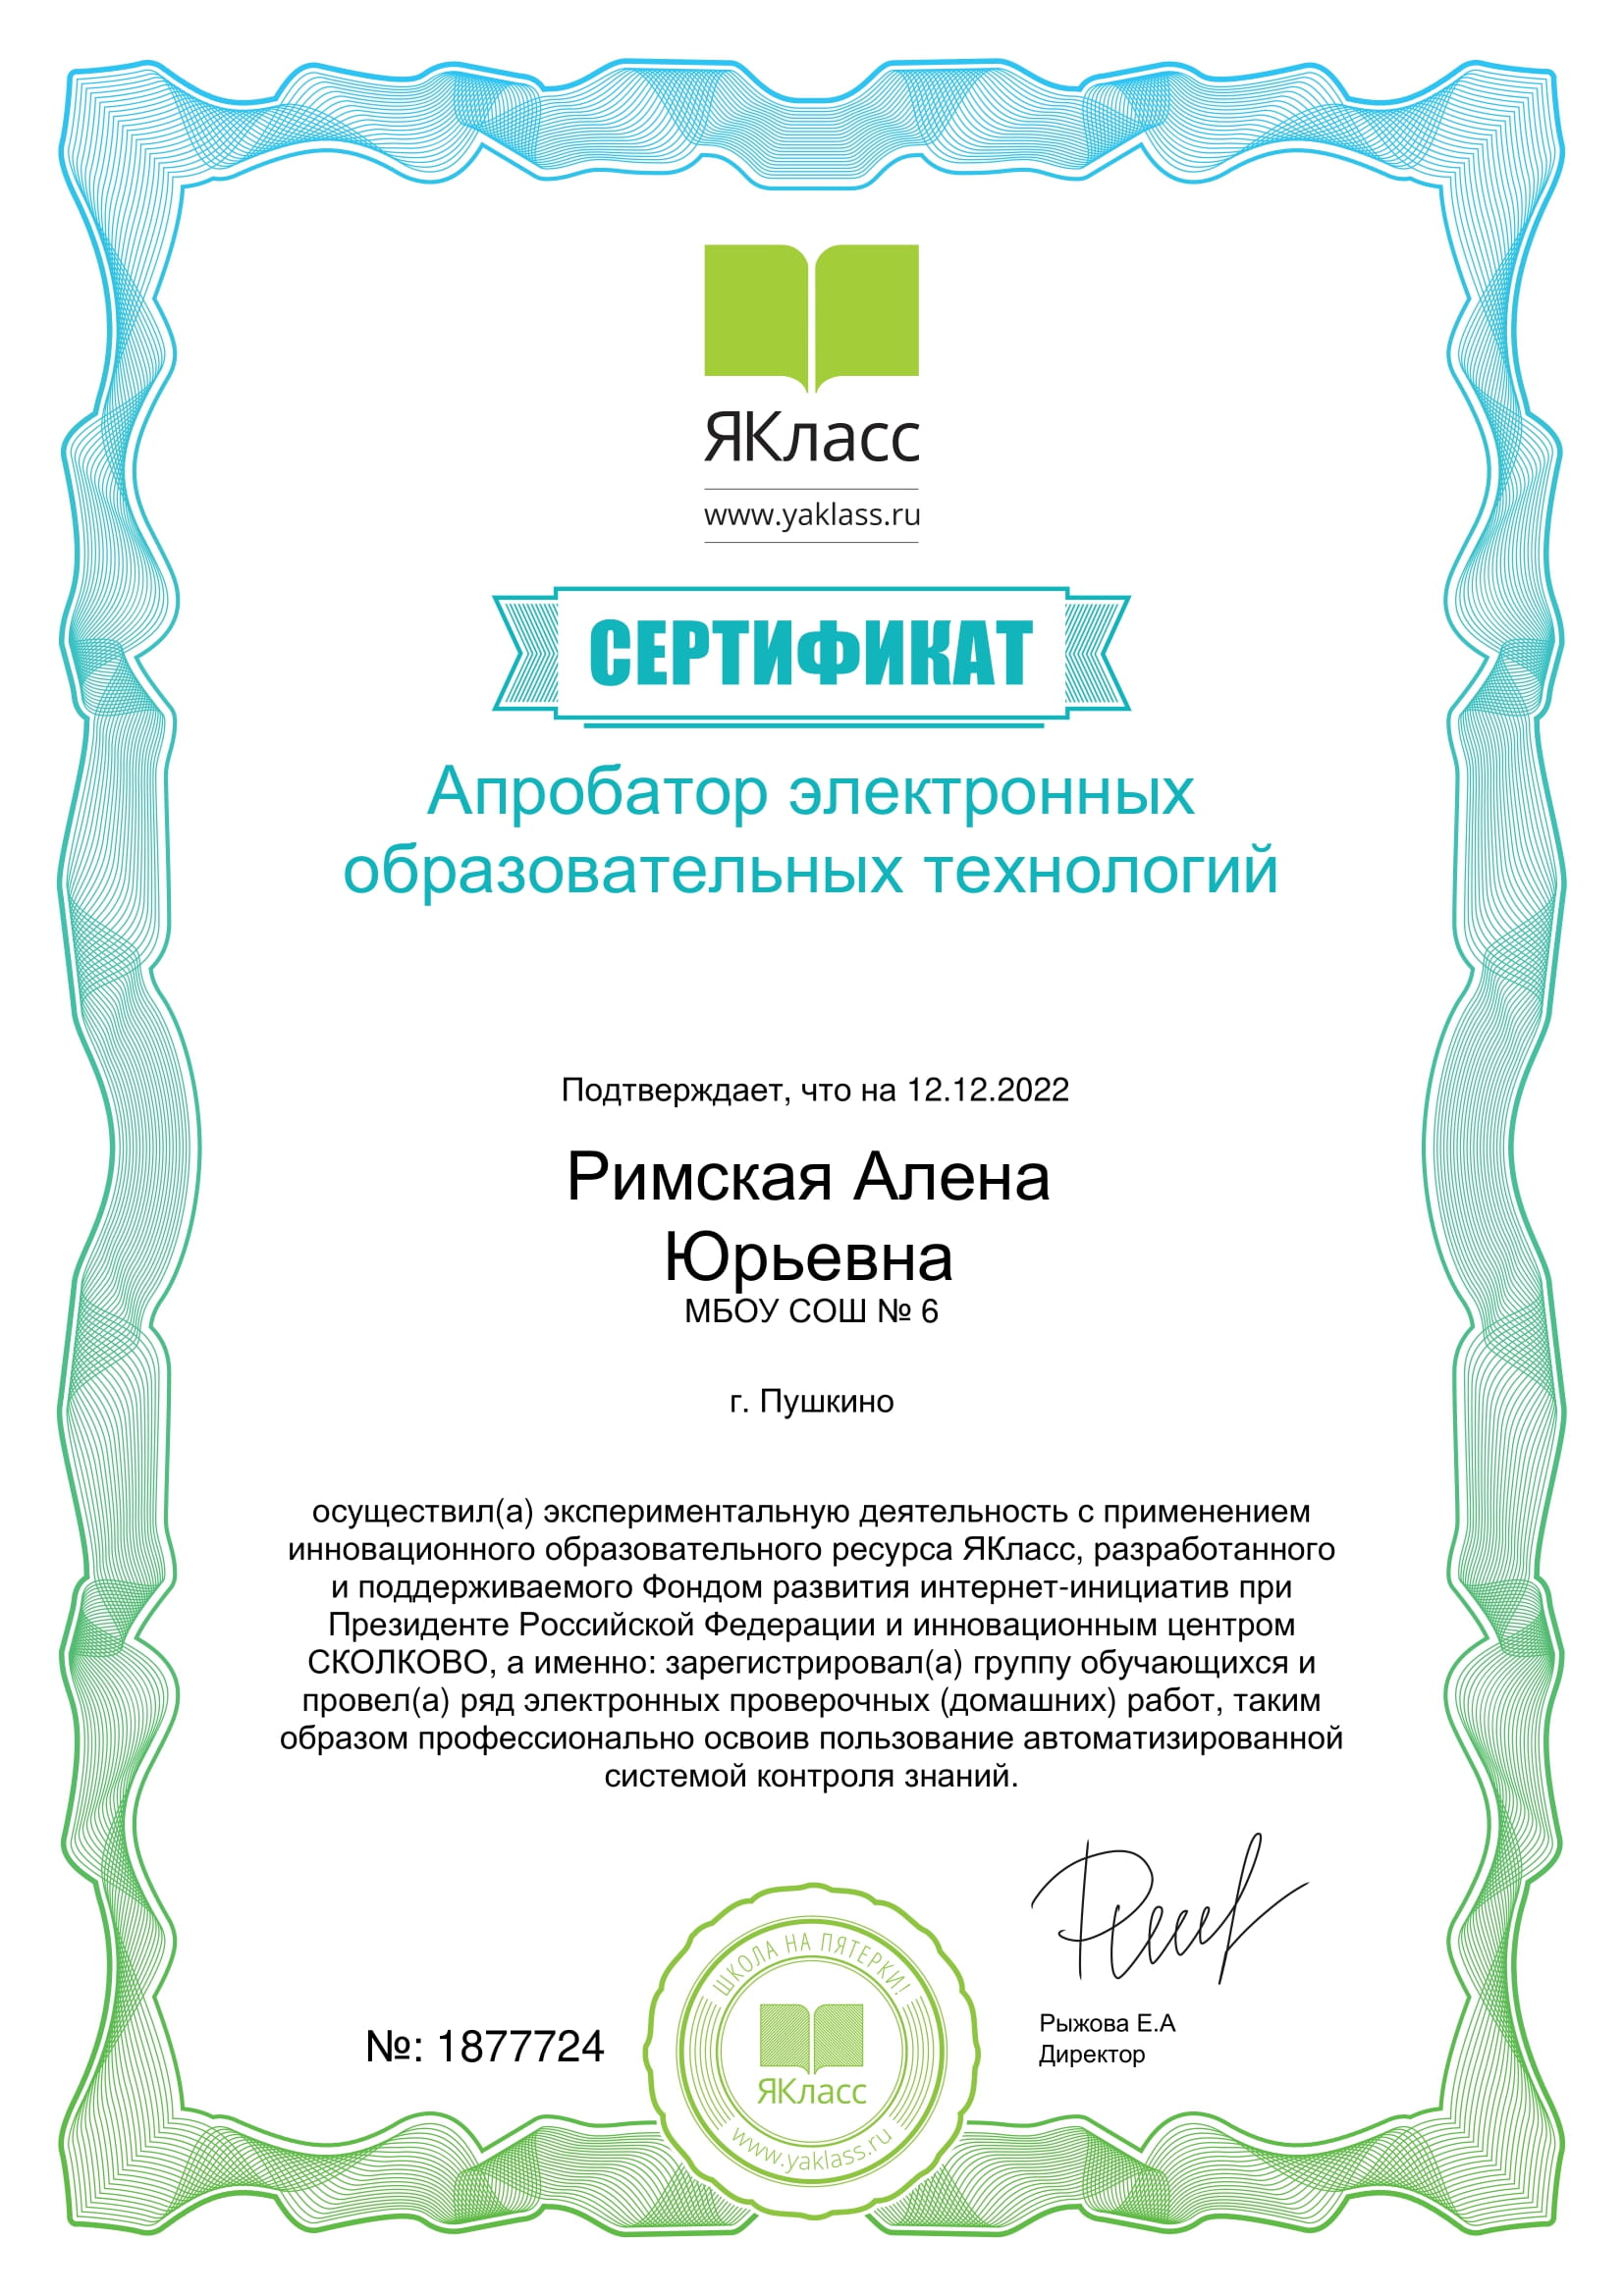 ЯКласс
www.yaklass.ru
СЕРТИФИКАТ
Апробатор электронных
образовательных технологий
Подтверждает, что на 12.12.2022
Римская Алена
Юрьевна
МБОУ СОШ № 6
г. Пушкино
осуществил(а) экспериментальную деятельность с применением
инновационного образовательного ресурса ЯКласс, разработанного
и поддерживаемого Фондом развития интернет-инициатив при
Президенте Российской Федерации и инновационным центром
СКОЛКОВО, а именно: зарегистрировал(а) группу обучающихся и
провел(а) ряд электронных проверочных (домашних) работ, таким
образом профессионально освоив пользование автоматизированной
системой контроля знаний.
№: 1877724
ШКОЛА НА ПЯТЕРКИ!
ЯКласс
www.yaklass.ru
Рыжова Е.А
Директор